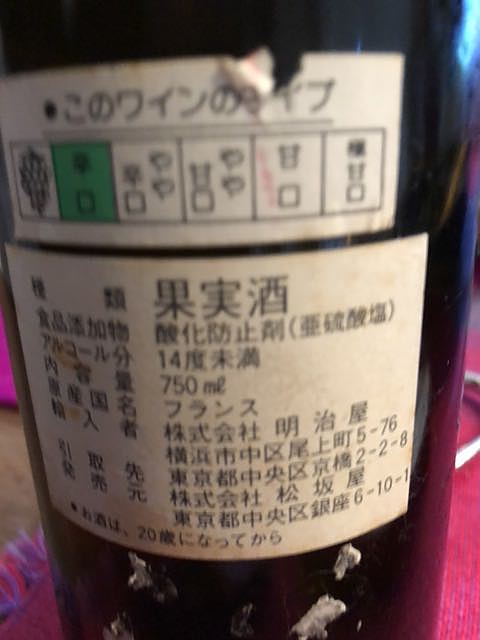 ●このワインのタイプ
辛口 やや辛口 やや甘口 甘口 極甘口
種類 果実酒
食品添加物 酸化防止剤(亜硫酸塩)
アルコール分 14度未満
内容量 750ml
原産国名 フランス
輸入者 株式会社 明治屋
横浜市中区尾上町5-76
引取先 東京都中央区京橋2-2-8
発売元 株式会社 松坂屋
東京都中央区銀座6-10-1
●お酒は、20歳になってから